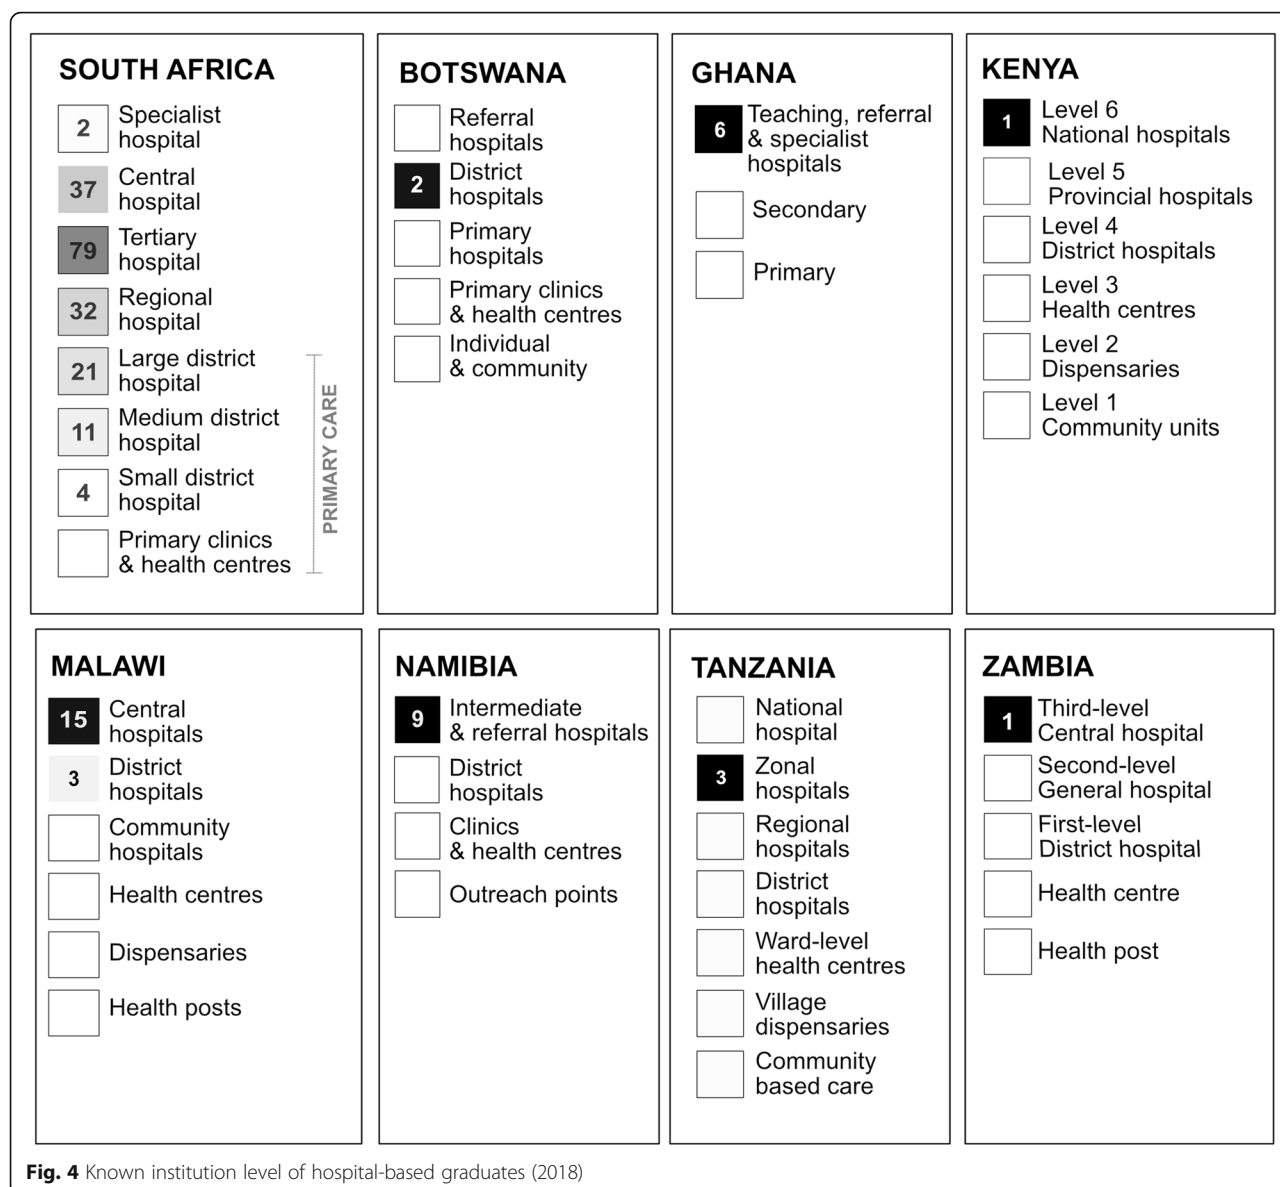 SOUTH AFRICA
2
Specialist
hospital
37
Central
hospital
79
Tertiary
hospital
32
Regional
hospital
21
Large district
hospital
11
Medium district
hospital
4
Small district
hospital
Primary clinics
& health centres
PRIMARY CARE
BOTSWANA
Referral
hospitals
2
District
hospitals
Primary
hospitals
Primary clinics
& health centres
Individual
& community
GHANA
6
Teaching, referral
& specialist
hospitals
Secondary
Primary
KENYA
1
Level 6
National hospitals
Level 5
Provincial hospitals
Level 4
District hospitals
Level 3
Health centres
Level 2
Dispensaries
Level 1
Community units
MALAWI
15
Central
hospitals
3
District
hospitals
Community
hospitals
Health centres
Dispensaries
Health posts
NAMIBIA
9
Intermediate
& referral hospitals
District
hospitals
Clinics
& health centres
Outreach points
TANZANIA
National
hospital
3
Zonal
hospitals
Regional
hospitals
District
hospitals
Ward-level
health centres
Village
dispensaries
Community
based care
ZAMBIA
1
Third-level
Central hospital
Second-level
General hospital
First-level
District hospital
Health centre
Health post
Fig. 4 Known institution level of hospital-based graduates (2018)